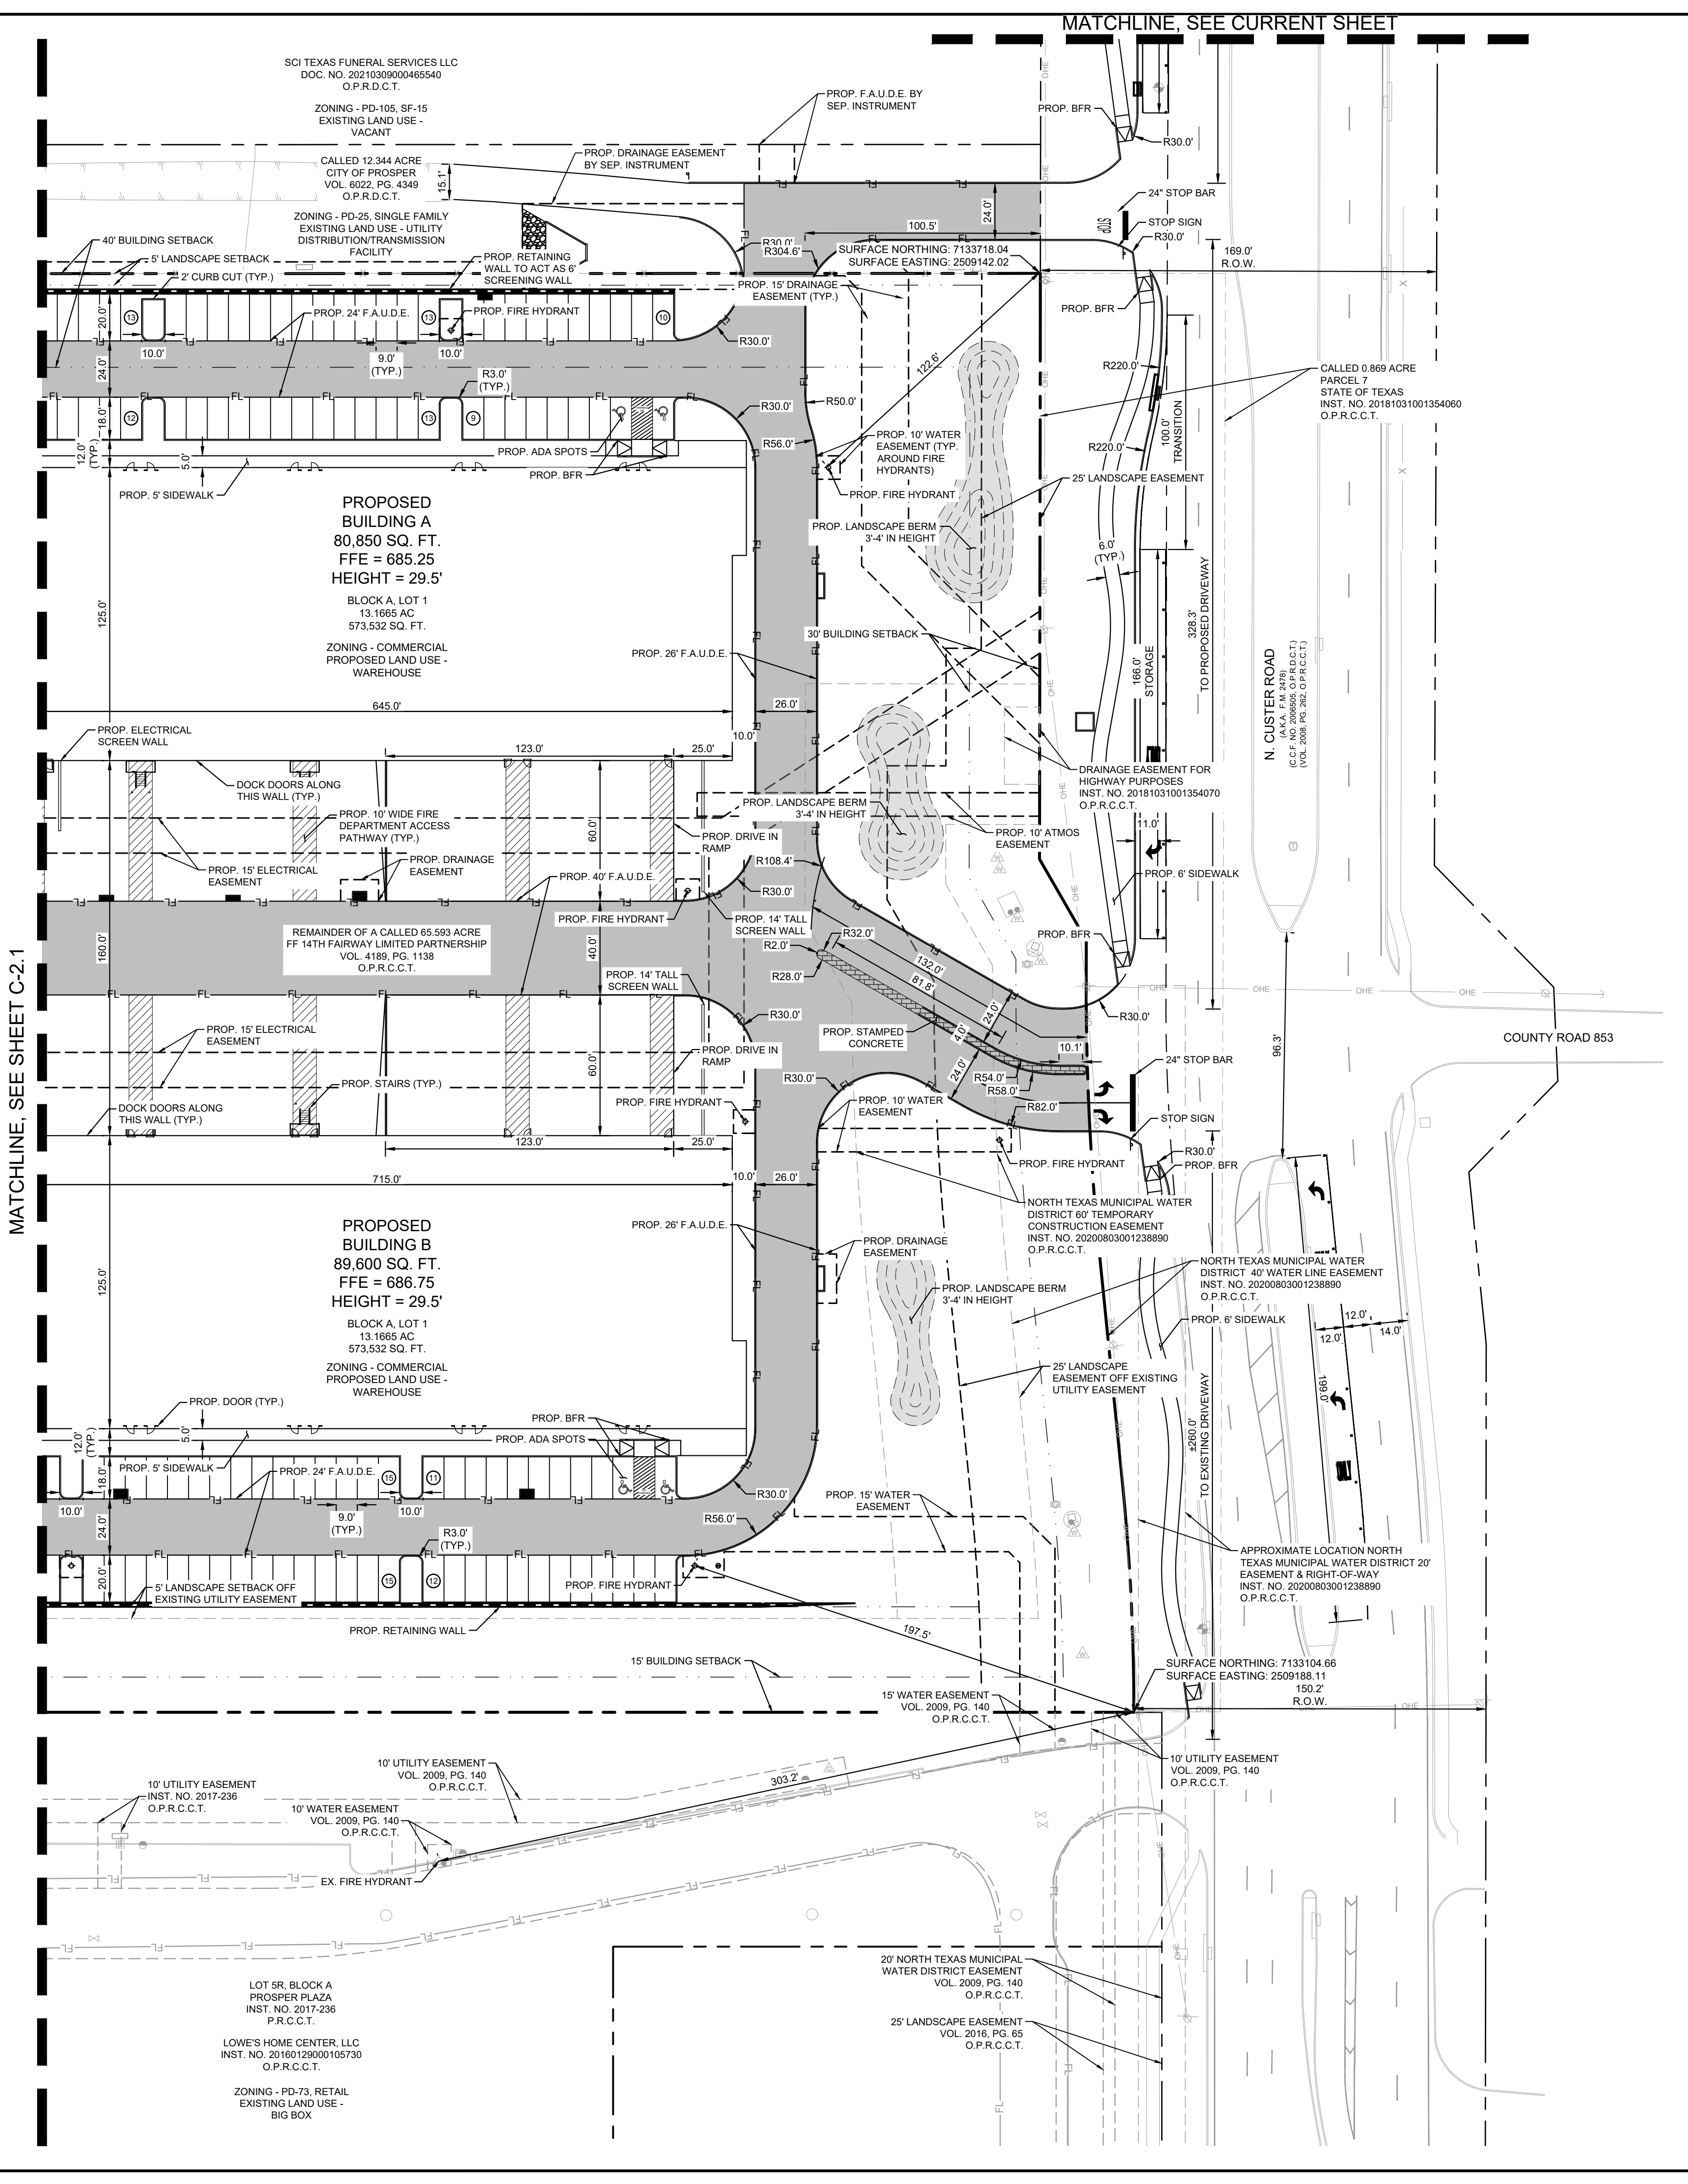 MATCHLINE, SEE CURRENT SHEET
SCI TEXAS FUNERAL SERVICES LLC
DOC. NO. 20210309000465540
O.P.R.D.C.T.
ZONING - PD-105, SF-15
EXISTING LAND USE -
VACANT
PROP. F.A.U.D.E. BY
SEP. INSTRUMENT
PROP. BFR
R30.0'
CALLED 12.344 ACRE
CITY OF PROSPER
VOL. 6022, PG. 4349
O.P.R.D.C.T.
15.1'
PROP. DRAINAGE EASEMENT
BY SEP. INSTRUMENT
24" STOP BAR
STOP
STOP SIGN
R30.0'
ZONING - PD-25, SINGLE FAMILY
EXISTING LAND USE - UTILITY
DISTRIBUTION/TRANSMISSION
FACILITY
24.0'
100.5'
40' BUILDING SETBACK
5' LANDSCAPE SETBACK
2' CURB CUT (TYP.)
PROP. RETAINING
WALL TO ACT AS 6'
SCREENING WALL
R30.0'
R304.6'
SURFACE NORTHING: 7133718.04
SURFACE EASTING: 2509142.02
169.0'
R.O.W.
PROP. 15' DRAINAGE
EASEMENT (TYP.)
PROP. BFR
20.0'
13
PROP. 24' F.A.U.D.E.
13
PROP. FIRE HYDRANT
10
10.0'
9.0'
(TYP.)
10.0'
R30.0'
24.0'
122.6'
R220.0'
CALLED 0.869 ACRE
PARCEL 7
STATE OF TEXAS
INST. NO. 20181031001354060
O.P.R.C.C.T.
R3.0'
(TYP.)
R30.0'
R50.0'
18.0'
12
13
9
R56.0'
100.0'
TRANSITION
R220.0'
12.0'
(TYP.)
5.0'
PROP. ADA SPOTS
PROP. BFR
PROP. 10' WATER
EASEMENT (TYP.
AROUND FIRE
HYDRANTS)
PROP. FIRE HYDRANT
25' LANDSCAPE EASEMENT
PROP. 5' SIDEWALK
PROPOSED
BUILDING A
80,850 SQ. FT.
FFE = 685.25
HEIGHT = 29.5'
BLOCK A, LOT 1
13.1665 AC
573,532 SQ. FT.
ZONING - COMMERCIAL
PROPOSED LAND USE -
WAREHOUSE
125.0'
PROP. LANDSCAPE BERM
3'-4' IN HEIGHT
6.0'
(TYP.)
30' BUILDING SETBACK
PROP. 26' F.A.U.D.E.
328.3'
TO PROPOSED DRIVEWAY
166.0'
STORAGE
N. CUSTER ROAD
(A.K.A. F.M. 2478)
(C.C.F. NO. 2006505, O.P.R.D.C.T.)
(VOL. 2008, PG. 262, O.P.R.C.C.T.)
645.0'
26.0'
10.0'
PROP. ELECTRICAL
SCREEN WALL
123.0'
25.0'
DOCK DOORS ALONG
THIS WALL (TYP.)
DRAINAGE EASEMENT FOR
HIGHWAY PURPOSES
INST. NO. 20181031001354070
O.P.R.C.C.T.
PROP. 10' WIDE FIRE
DEPARTMENT ACCESS
PATHWAY (TYP.)
60.0'
PROP. LANDSCAPE BERM
3'-4' IN HEIGHT
PROP. 10' ATMOS
EASEMENT
11.0'
PROP. DRIVE IN
RAMP
PROP. 15' ELECTRICAL
EASEMENT
PROP. DRAINAGE
EASEMENT
PROP. 40' F.A.U.D.E.
R108.4'
R30.0'
PROP. 6' SIDEWALK
PROP. FIRE HYDRANT
PROP. 14' TALL
SCREEN WALL
REMAINDER OF A CALLED 65.593 ACRE
FF 14TH FAIRWAY LIMITED PARTNERSHIP
VOL. 4189, PG. 1138
O.P.R.C.C.T.
160.0'
40.0'
R2.0'
R32.0'
R28.0'
132.0'
81.8'
PROP. BFR
MATCHLINE, SEE SHEET C-2.1
PROP. 14' TALL
SCREEN WALL
R30.0'
24.0'
R30.0'
PROP. STAMPED
CONCRETE
4.0'
10.1'
96.3'
COUNTY ROAD 853
PROP. 15' ELECTRICAL
EASEMENT
PROP. DRIVE IN
RAMP
60.0'
24.0'
R54.0'
R58.0'
24" STOP BAR
PROP. STAIRS (TYP.)
R30.0'
PROP. FIRE HYDRANT
PROP. 10' WATER
EASEMENT
R82.0'
STOP SIGN
DOCK DOORS ALONG
THIS WALL (TYP.)
123.0'
25.0'
R30.0'
PROP. BFR
PROP. FIRE HYDRANT
715.0'
10.0'
26.0'
NORTH TEXAS MUNICIPAL WATER
DISTRICT 60' TEMPORARY
CONSTRUCTION EASEMENT
INST. NO. 20200803001238890
O.P.R.C.C.T.
PROPOSED
BUILDING B
89,600 SQ. FT.
FFE = 686.75
HEIGHT = 29.5'
BLOCK A, LOT 1
13.1665 AC
573,532 SQ. FT.
ZONING - COMMERCIAL
PROPOSED LAND USE -
WAREHOUSE
125.0'
PROP. 26' F.A.U.D.E.
PROP. DRAINAGE
EASEMENT
NORTH TEXAS MUNICIPAL WATER
DISTRICT 40' WATER LINE EASEMENT
INST. NO. 20200803001238890
O.P.R.C.C.T.
PROP. LANDSCAPE BERM
3'-4' IN HEIGHT
PROP. 6' SIDEWALK
12.0'
12.0'
14.0'
25' LANDSCAPE
EASEMENT OFF EXISTING
UTILITY EASEMENT
199.0'
PROP. DOOR (TYP.)
PROP. BFR
PROP. ADA SPOTS
12.0'
(TYP.)
5.0'
±260.0'
TO EXISTING DRIVEWAY
PROP. 5' SIDEWALK
PROP. 24' F.A.U.D.E.
18.0'
15
11
10.0'
9.0'
(TYP.)
10.0'
R30.0'
R56.0'
PROP. 15' WATER
EASEMENT
24.0'
R3.0'
(TYP.)
APPROXIMATE LOCATION NORTH
TEXAS MUNICIPAL WATER DISTRICT 20'
EASEMENT & RIGHT-OF-WAY
INST. NO. 20200803001238890
O.P.R.C.C.T.
20.0'
15
12
PROP. FIRE HYDRANT
5' LANDSCAPE SETBACK OFF
EXISTING UTILITY EASEMENT
PROP. RETAINING WALL
197.5'
15' BUILDING SETBACK
SURFACE NORTHING: 7133104.66
SURFACE EASTING: 2509188.11
150.2'
R.O.W.
15' WATER EASEMENT
VOL. 2009, PG. 140
O.P.R.C.C.T.
10' UTILITY EASEMENT
VOL. 2009, PG. 140
O.P.R.C.C.T.
10' UTILITY EASEMENT
VOL. 2009, PG. 140
O.P.R.C.C.T.
303.2'
10' UTILITY EASEMENT
INST. NO. 2017-236
O.P.R.C.C.T.
10' WATER EASEMENT
VOL. 2009, PG. 140
O.P.R.C.C.T.
EX. FIRE HYDRANT
20' NORTH TEXAS MUNICIPAL
WATER DISTRICT EASEMENT
VOL. 2009, PG. 140
O.P.R.C.C.T.
LOT 5R, BLOCK A
PROSPER PLAZA
INST. NO. 2017-236
P.R.C.C.T.
LOWE'S HOME CENTER, LLC
INST. NO. 20160129000105730
O.P.R.C.C.T.
ZONING - PD-73, RETAIL
EXISTING LAND USE -
BIG BOX
25' LANDSCAPE EASEMENT
VOL. 2016, PG. 65
O.P.R.C.C.T.